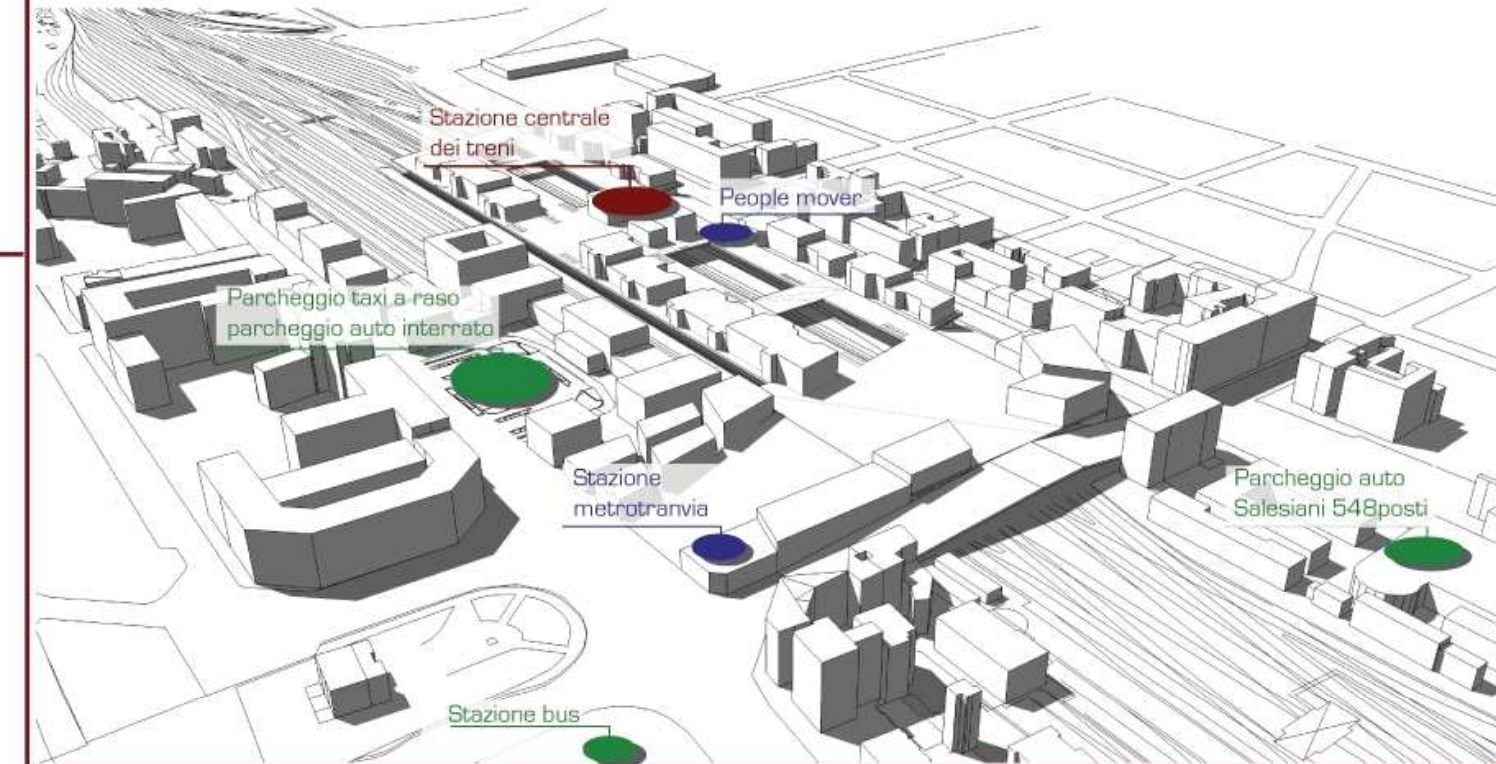 Stazione centrale
dei treni
People mover
Parcheggio taxi a raso
parcheggio auto interrato
Stazione
metrotranvia
Parcheggio auto
Salesiani 548posti
Stazione bus